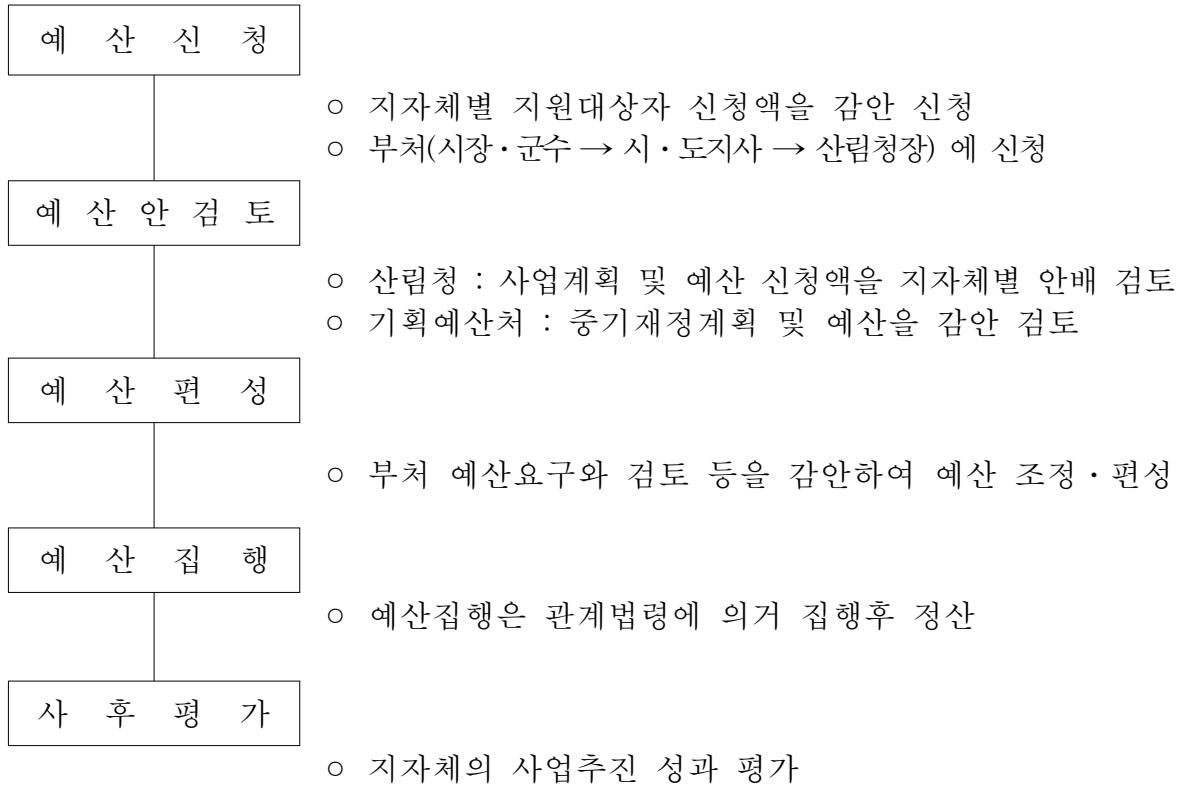 예 산 신 청
○ 지자체별 지원대상자 신청액을 감안 신청
○ 부처(시장·군수 → 시·도지사 → 산림청장) 에 신청
예 산 안 검 토
○ 산림청 : 사업계획 및 예산 신청액을 지자체별 안배 검토
○ 기획예산처 : 중기재정계획 및 예산을 감안 검토
예 산 편 성
○ 부처 예산요구와 검토 등을 감안하여 예산 조정·편성
예 산 집 행
○ 예산집행은 관계법령에 의거 집행후 정산
사 후 평 가
○ 지자체의 사업추진 성과 평가